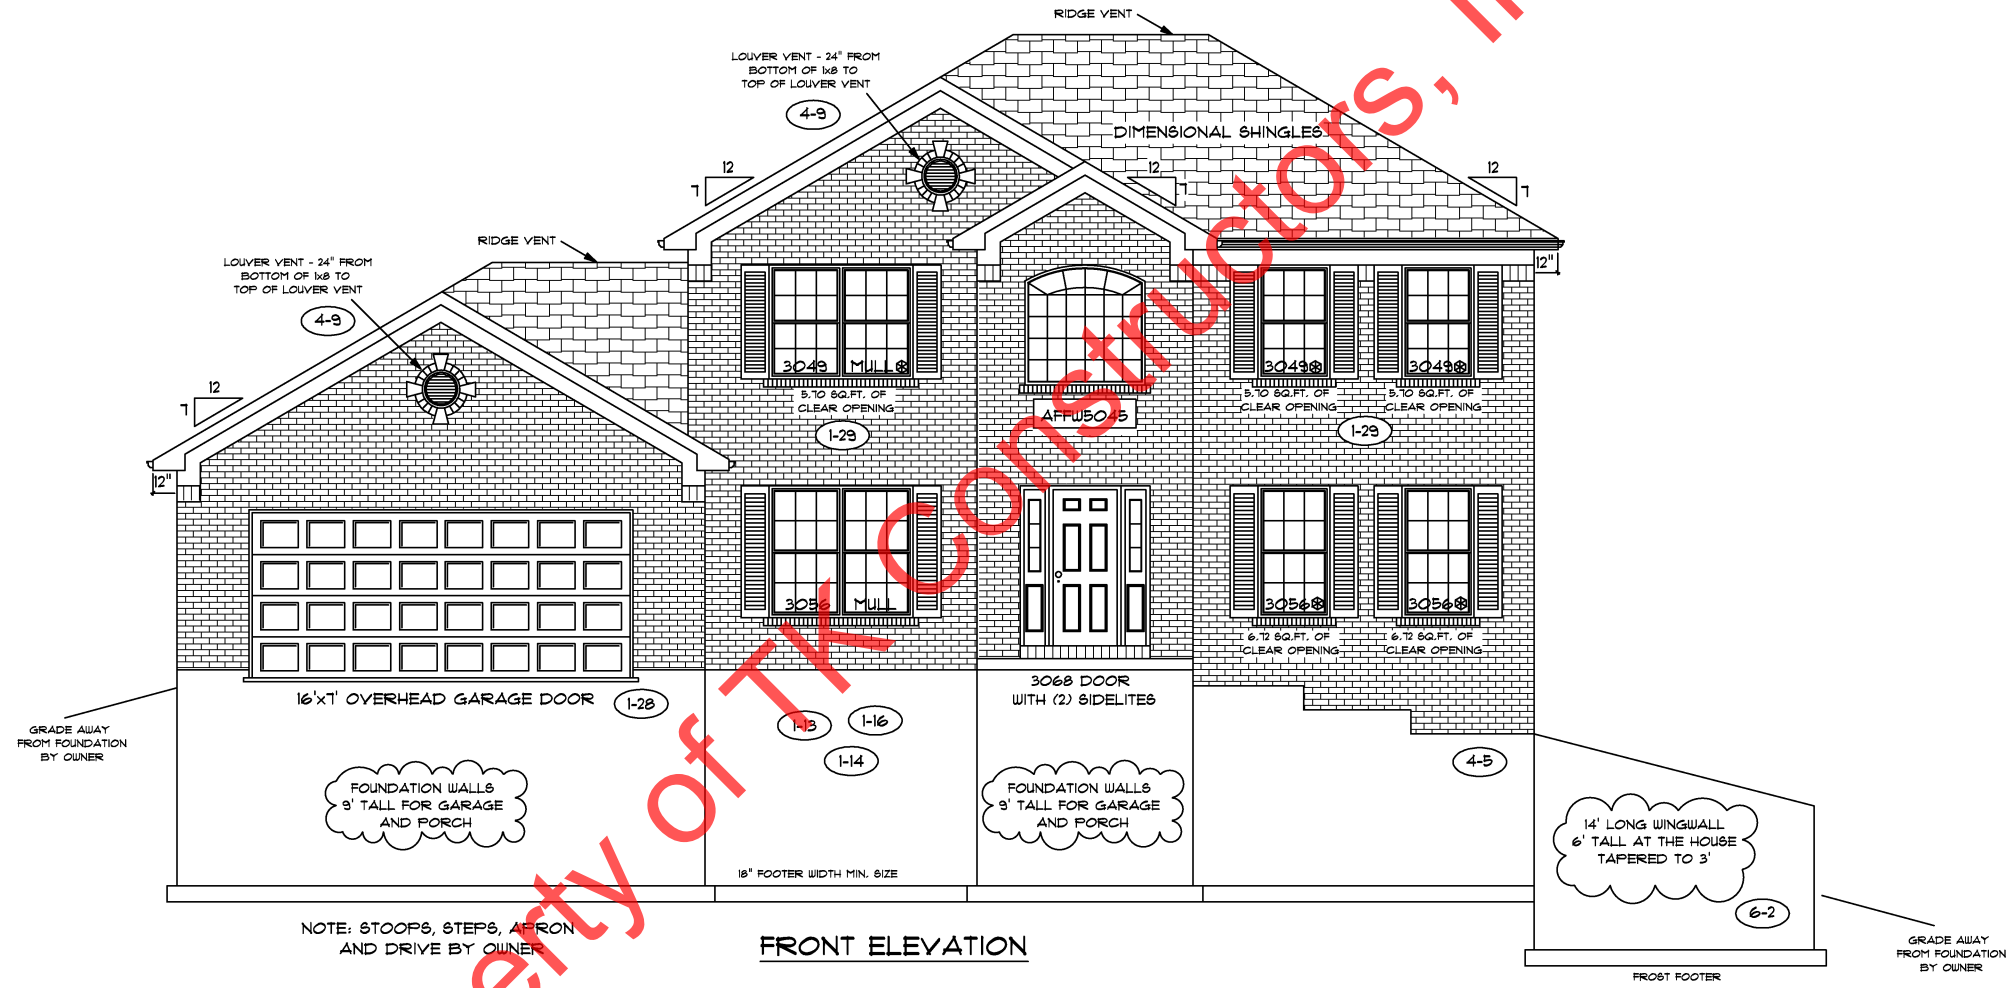 RIDGE VENT
LOUVER VENT - 24" FROM
BOTTOM OF 1x8 TO
TOP OF LOUVER VENT
4-9
DIMENSIONAL SHINGLES
12
7
12
7
12
7
RIDGE VENT
LOUVER VENT - 24" FROM
BOTTOM OF 1x8 TO
TOP OF LOUVER VENT
4-9
12"
12
7
12"
3049 MULL
3049
3049
5.70 SQ.FT. OF
CLEAR OPENING
5.70 SQ.FT. OF
CLEAR OPENING
5.70 SQ.FT. OF
CLEAR OPENING
AFFW5045
1-29
1-29
3056 MULL
3056
3056
6.72 SQ.FT. OF
CLEAR OPENING
6.72 SQ.FT. OF
CLEAR OPENING
16'x7' OVERHEAD GARAGE DOOR
1-28
3068 DOOR
WITH (2) SIDELITES
1-13
1-16
1-14
4-5
GRADE AWAY
FROM FOUNDATION
BY OWNER
FOUNDATION WALLS
9' TALL FOR GARAGE
AND PORCH
FOUNDATION WALLS
9' TALL FOR GARAGE
AND PORCH
14' LONG WINGWALL
6' TALL AT THE HOUSE
TAPERED TO 3'
6-2
18" FOOTER WIDTH MIN. SIZE
NOTE: STOOPS, STEPS, APRON
AND DRIVE BY OWNER
FRONT ELEVATION
GRADE AWAY
FROM FOUNDATION
BY OWNER
FROST FOOTER
erty of TK Constructors, I